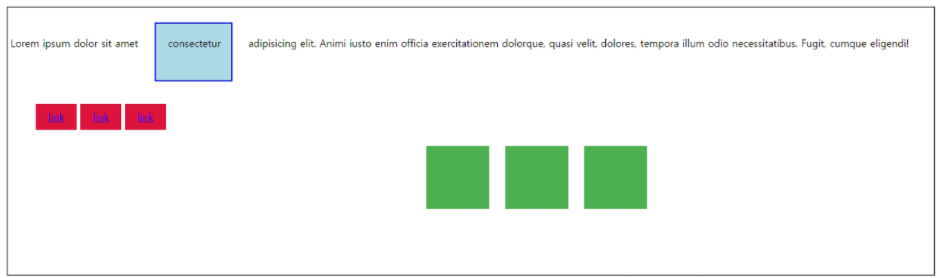 Lorem ipsum dolor sit amet consectetur adipisicing elit. Animi iusto enim officia exercitationem dolorque, quasi velit, dolores, tempora illum odio necessitatibus. Fugit, cumque eligendi!
link link link